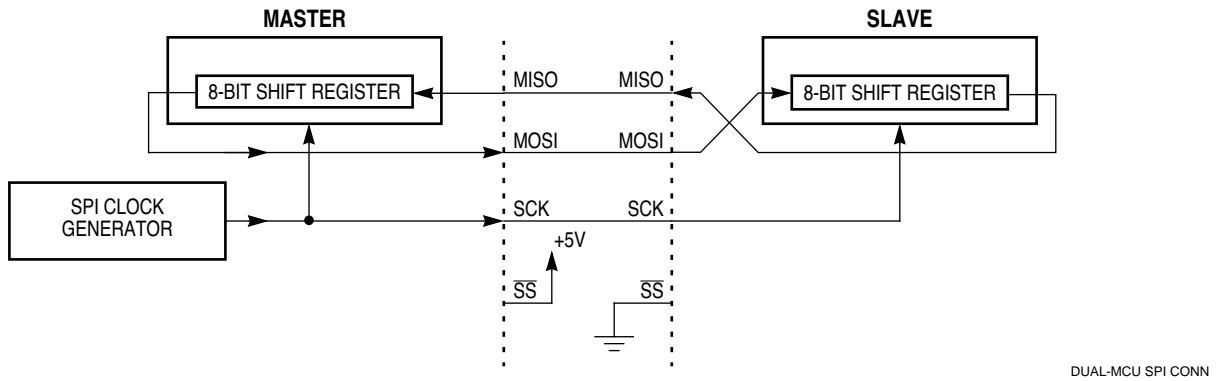 MASTER
SLAVE
8-BIT SHIFT REGISTER
MISO
MISO
8-BIT SHIFT REGISTER
MOSI
MOSI
SPI CLOCK
GENERATOR
SCK
SCK
+5V
SS
SS
DUAL-MCU SPI CONN